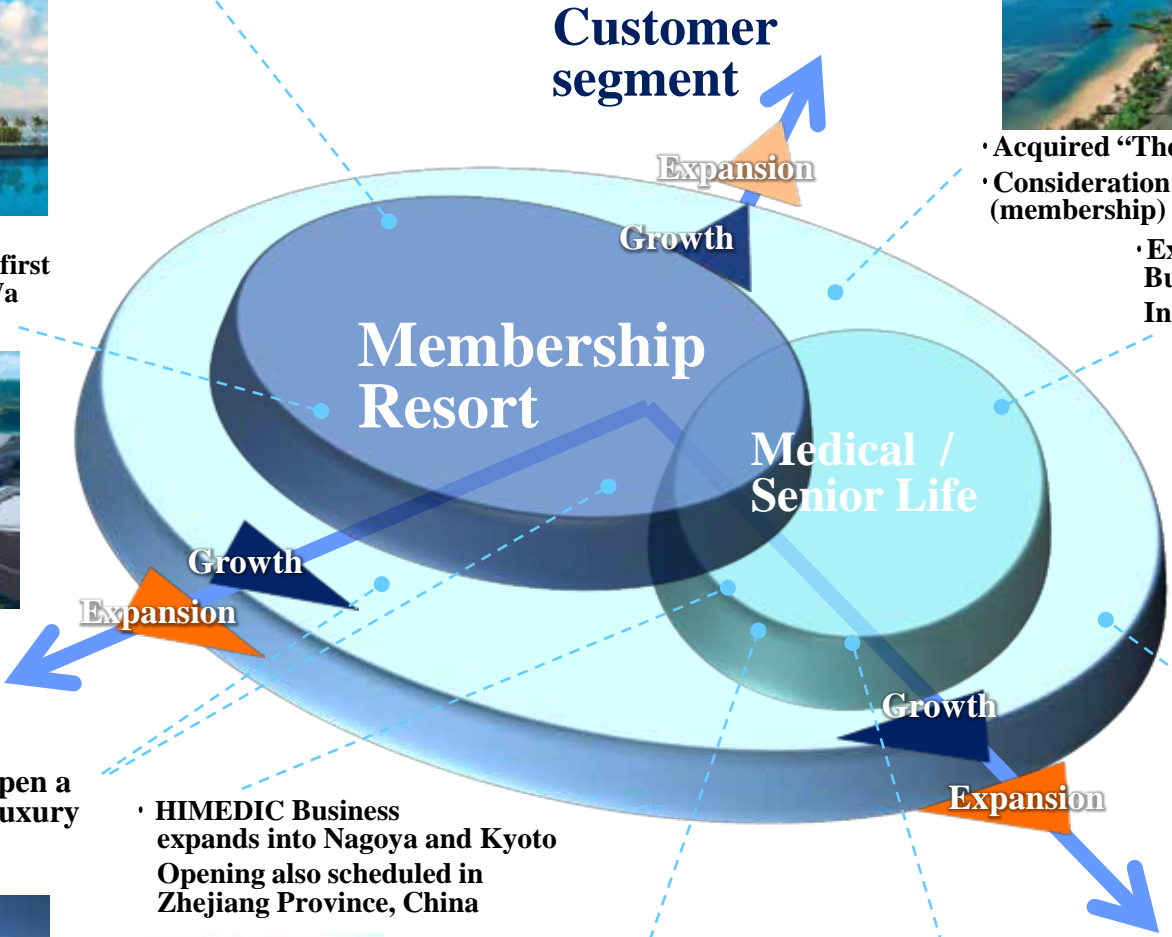 Customer
segment
Expansion
Growth
· Acquired “The
· Consideration
(membership)
first
Membership
Resort
Medical /
Senior Life
Growth
Expansion
Growth
Expansion
pen a
uxury
· HIMEDIC Business
expands into Nagoya and Kyoto
Opening also scheduled in
Zhejiang Province, China